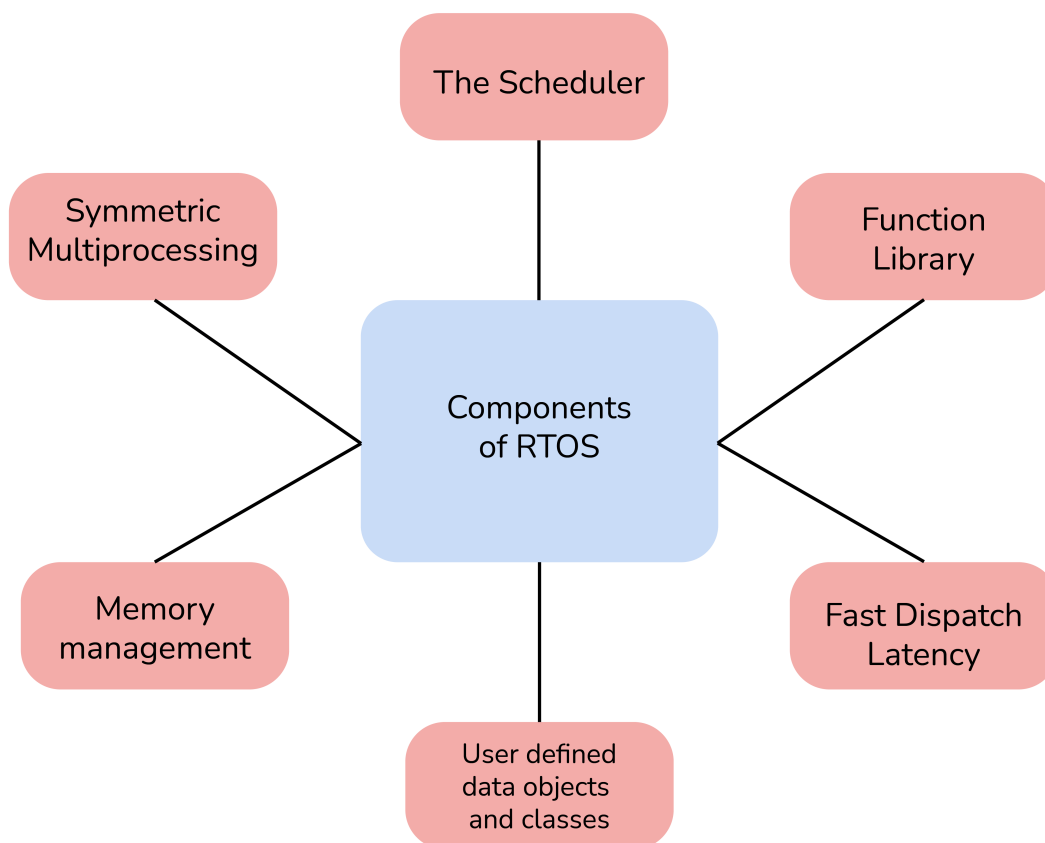 The Scheduler
Symmetric
Multiprocessing
Function
Library
Components
of RTOS
Memory
management
Fast Dispatch
Latency
User defined
data objects
and classes